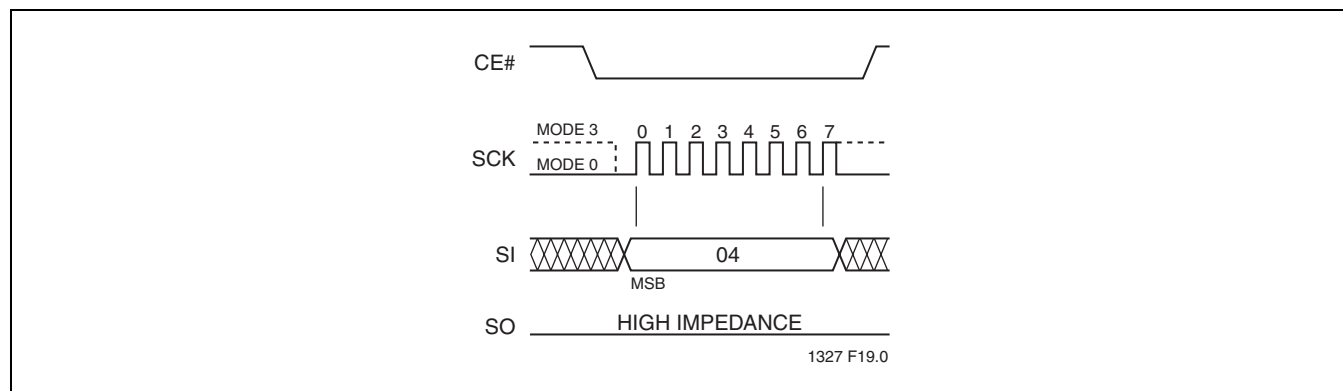 CE#
MODE 3 0 1 2 3 4 5 6 7
SCK
MODE 0
SI 04
MSB
SO HIGH IMPEDANCE
1327 F19.0